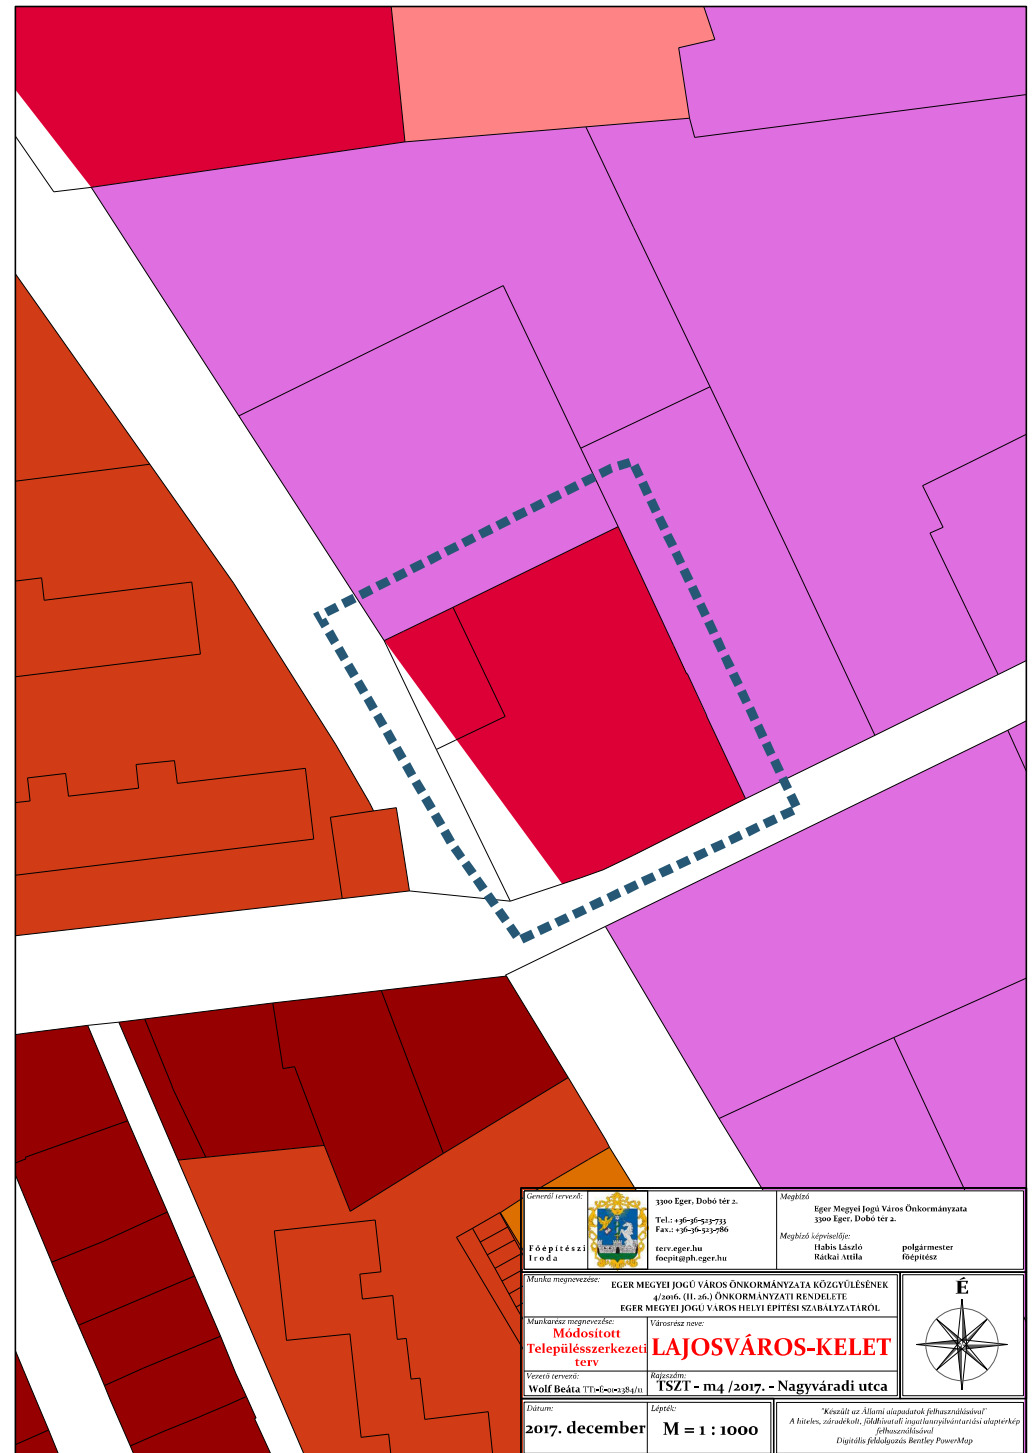 Generál tervező:
Főépítészi
Iroda
3300 Eger, Dobó tér 2.
Tel.: +36-36-523-733
Fax.: +36-36-523-786
terv.eger.hu
foepit@ph.eger.hu
Megbízó
Eger Megyei Jogú Város Önkormányzata
3300 Eger, Dobó tér 2.
Megbízó képviselője:
Habis László polgármester
Rátkai Attila főépítész
Munka megnevezése:
EGER MEGYEI JOGÚ VÁROS ÖNKORMÁNYZATA KÖZGYŰLÉSÉNEK
4/2016. (II. 26.) ÖNKORMÁNYZATI RENDELETE
EGER MEGYEI JOGÚ VÁROS HELYI ÉPÍTÉSI SZABÁLYZATÁRÓL
Munkarész megnevezése:
Módosított
Településszerkezeti
terv
Városrész neve:
LAJOSVÁROS-KELET
Vezető tervező:
Wolf Beáta TT1-É-01-2384/11
Rajzszám:
TSZT - m4 /2017. - Nagyváradi utca
É
Dátum:
2017. december
Lépték:
M = 1 : 1000
"Készült az Állami alapadatok felhasználásával"
A hiteles, záradékolt, földhivatali ingatlannyilvántartási alaptérkép
felhasználásával
Digitális feldolgozás Bentley PowerMap